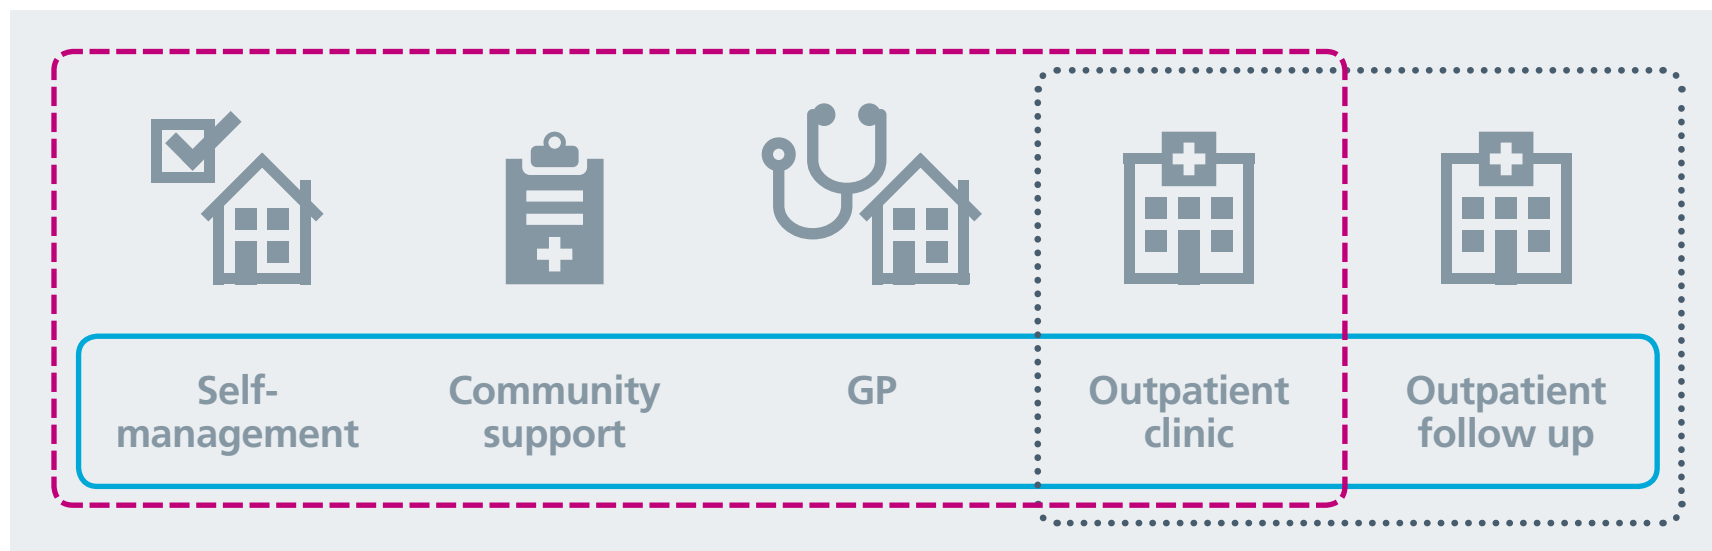 Self-
management
Community
support
GP
Outpatient
clinic
Outpatient
follow up